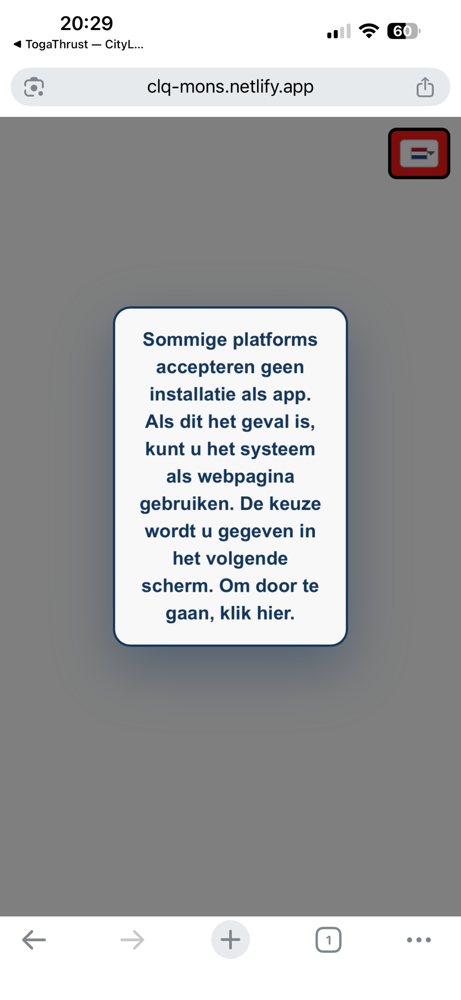 20:29
60
◀ TogaThrust — CityL...
clq-mons.netlify.app
Sommige platforms
accepteren geen
installatie als app.
Als dit het geval is,
kunt u het systeem
als webpagina
gebruiken. De keuze
wordt u gegeven in
het volgende
scherm. Om door te
gaan, klik hier.
1